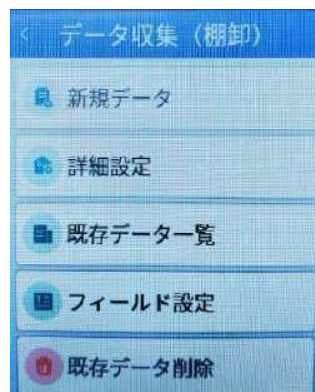 データ収集（棚卸）
新規データ
詳細設定
既存データ一覧
フィールド設定
既存データ削除